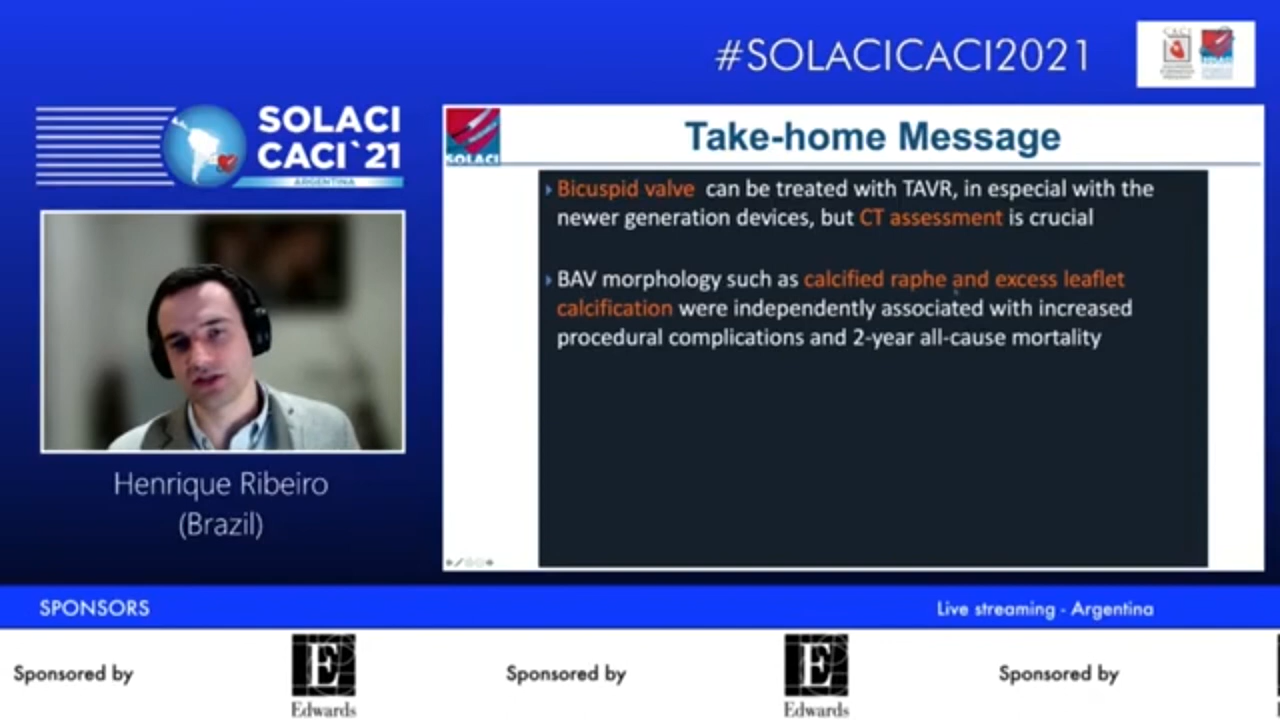 #SOLACICACI2021
SOLACI
CACI`21
ARGENTINA
Henrique Ribeiro
(Brazil)
SOLACI
Take-home Message
Bicuspid valve can be treated with TAVR, in especial with the
newer generation devices, but CT assessment is crucial
BAV morphology such as calcified raphe and excess leaflet
calcification were independently associated with increased
procedural complications and 2-year all-cause mortality
SPONSORS
Live streaming - Argentina
Sponsored by
E
Edwards
Sponsored by
E
Edwards
Sponsored by